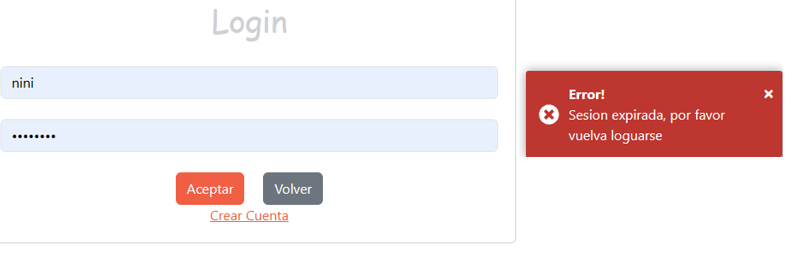 Login
nini
••••••••
Aceptar
Volver
Crear Cuenta
Error!
Sesion expirada, por favor
vuelva loguarse